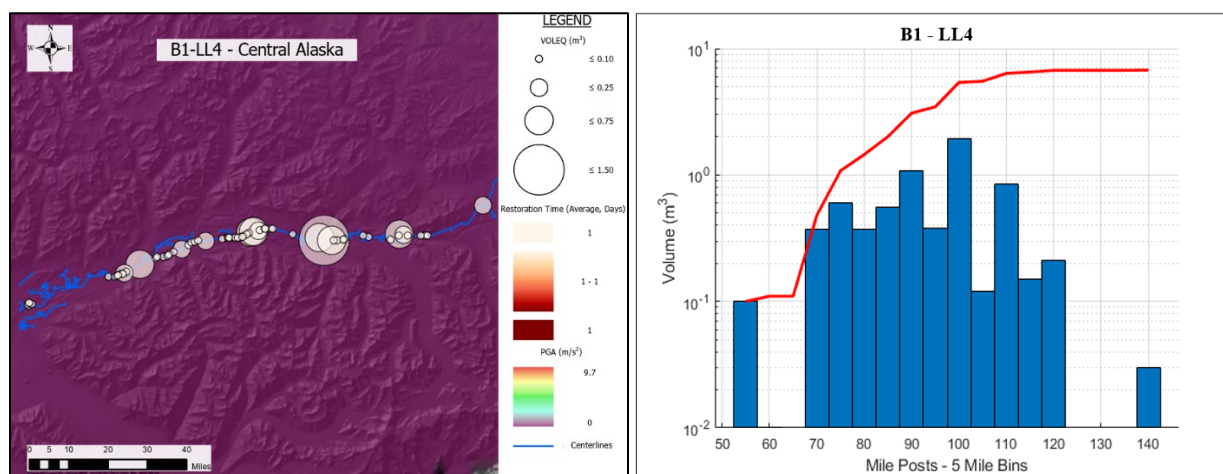 N
W E
S
B1-LL4 - Central Alaska
LEGEND
VOLEQ (m³)
≤ 0.10
≤ 0.25
≤ 0.75
≤ 1.50
Restoration Time (Average, Days)
1
1 - 1
1
PGA (m/s²)
9.7
0
Centerlines
0 5 10 20 30 40
Miles
B1 - LL4
Volume (m³)
10¹
10⁰
10⁻¹
10⁻²
50 60 70 80 90 100 110 120 130 140
Mile Posts - 5 Mile Bins